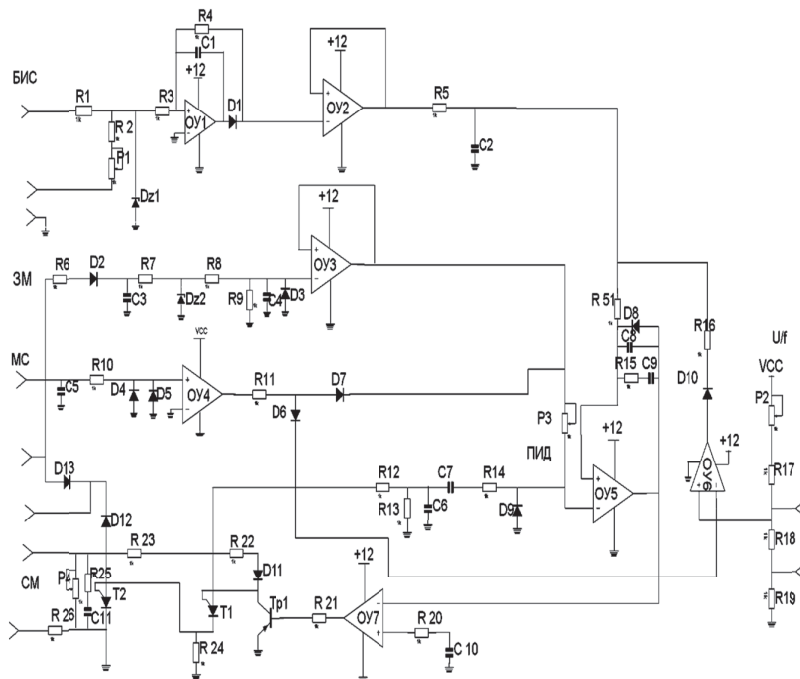 R4
C1
+12
БИС
R1
R3
D1
ОУ1
R 2
P1
Dz1
+12
ОУ2
R5
C2
ЗМ
R6
D2
R7
R8
+12
ОУ3
C3
Dz2
R9
C4
D3
R 51
D8
C8
R15
C9
R16
D10
U/f
VCC
P2
МС
C5
R10
D4
D5
VCC
ОУ4
R11
D7
D6
P3
ПИД
+12
ОУ5
ОУ6
+12
R17
R18
R19
D13
D12
R12
C7
R14
R13
C6
D9
СМ
R 23
R 22
D11
R25
C11
T2
R 26
T1
R 24
Tp1
R 21
+12
ОУ7
R 20
C 10